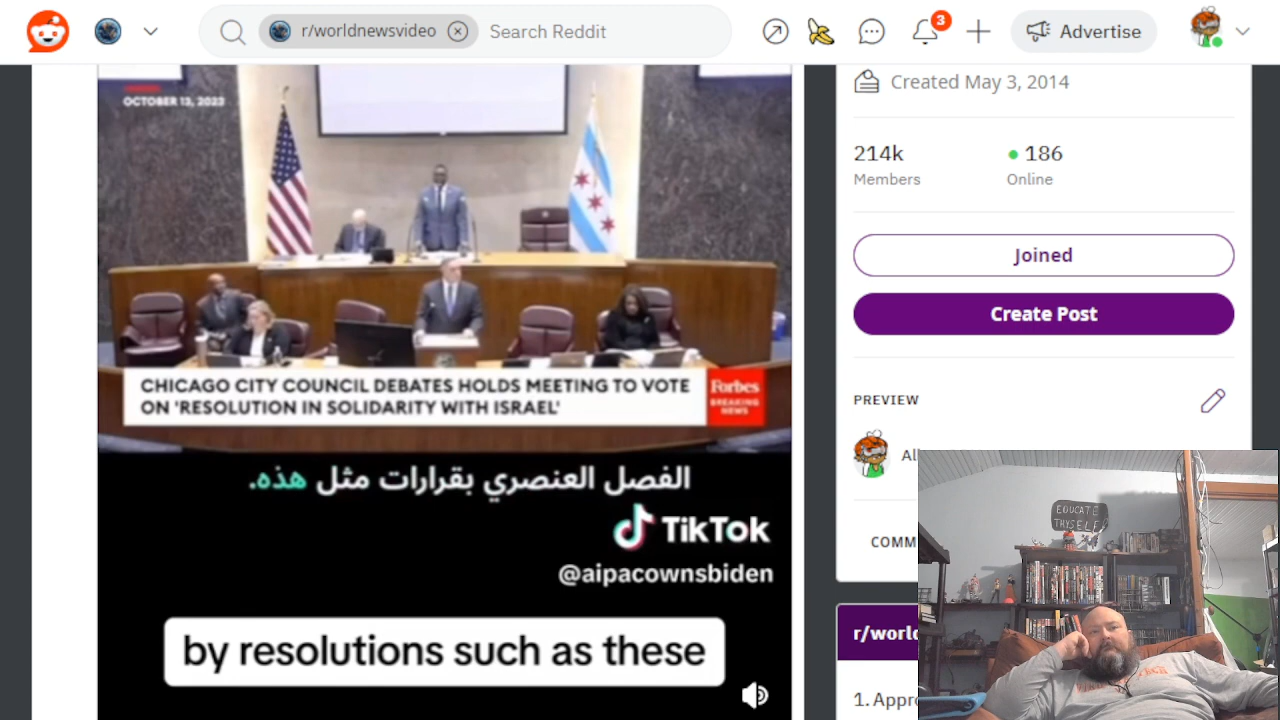 r/worldnewsvideo
Search Reddit
3
Advertise
OCTOBER 13, 2023
CHICAGO CITY COUNCIL DEBATES HOLDS MEETING TO VOTE
ON 'RESOLUTION IN SOLIDARITY WITH ISRAEL'
Forbes
BREAKING
NEWS
الفصل العنصري بقرارات مثل هذه.
TikTok
@aipacownsbiden
by resolutions such as these
Created May 3, 2014
214k
Members
186
Online
Joined
Create Post
PREVIEW
Al
COMM
r/worl
1. Appro
EDUCATE
THYSELF